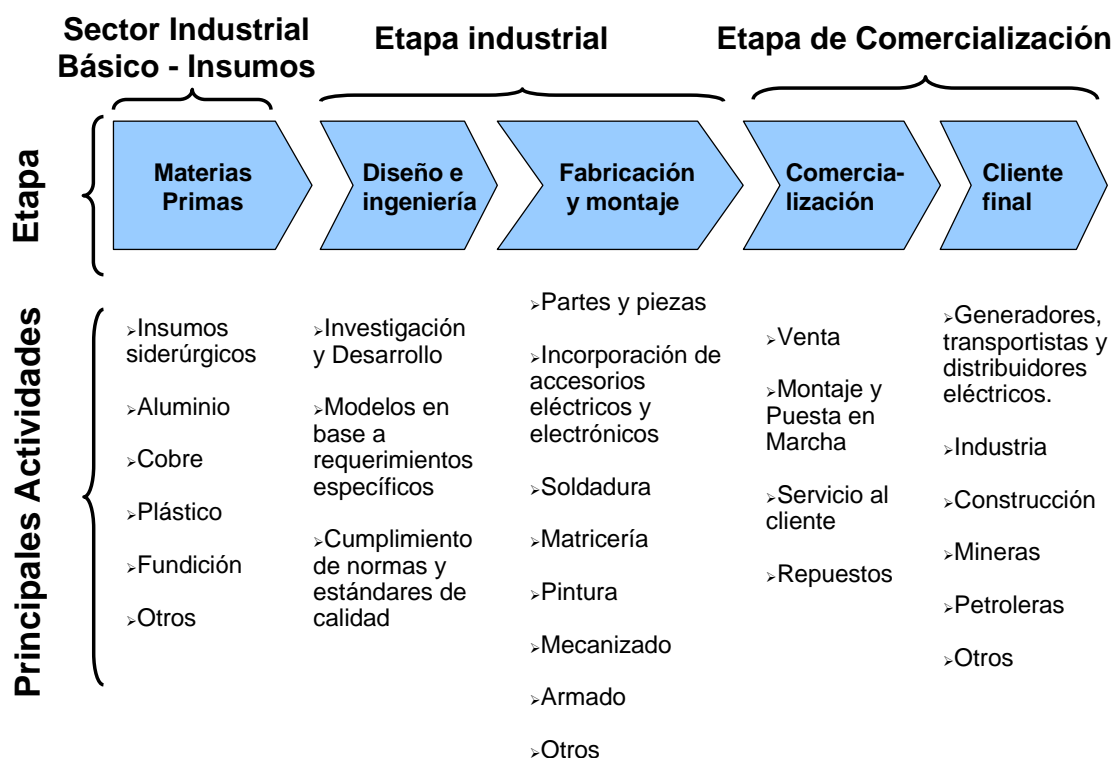 Sector Industrial
Básico - Insumos
Etapa industrial
Etapa de Comercialización
Etapa
Materias
Primas
Diseño e
ingeniería
Fabricación
y montaje
Comercia-
lización
Cliente
final
Principales Actividades
➢Insumos
siderúrgicos
➢Aluminio
➢Cobre
➢Plástico
➢Fundición
➢Otros
➢Investigación
y Desarrollo
➢Modelos en
base a
requerimientos
específicos
➢Cumplimiento
de normas y
estándares de
calidad
➢Partes y piezas
➢Incorporación de
accesorios
eléctricos y
electrónicos
➢Soldadura
➢Matricería
➢Pintura
➢Mecanizado
➢Armado
➢Otros
➢Venta
➢Montaje y
Puesta en
Marcha
➢Servicio al
cliente
➢Repuestos
➢Generadores,
transportistas y
distribuidores
eléctricos.
➢Industria
➢Construcción
➢Mineras
➢Petroleras
➢Otros